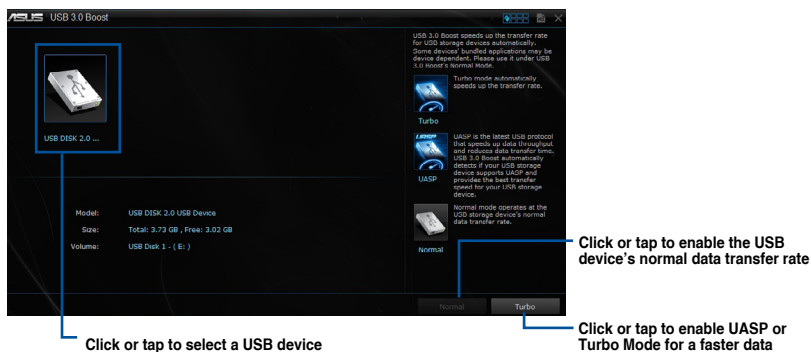 ASUS USB 3.0 Boost
USB DISK 2.0 ...
Model: USB DISK 2.0 USB Device
Size: Total: 3.73 GB , Free: 3.02 GB
Volume: USB Disk 1 - ( E: )
USB 3.0 Boost speeds up the transfer rate
for USB storage devices automatically.
Some devices' bundled applications may be
device dependent. Please use it under USB
3.0 Boost's Normal Mode.
Turbo mode automatically
speeds up the transfer rate.
Turbo
UASP
UASP is the latest USB protocol
that speeds up data throughput
and reduces data transfer time.
USB 3.0 Boost automatically
detects if your USB storage
device supports UASP and
provides the best transfer
speed for your USB storage
device.
UASP
Normal mode operates at the
USB storage device's normal
data transfer rate.
Normal
Normal Turbo
Click or tap to enable the USB
device's normal data transfer rate
Click or tap to select a USB device
Click or tap to enable UASP or
Turbo Mode for a faster data